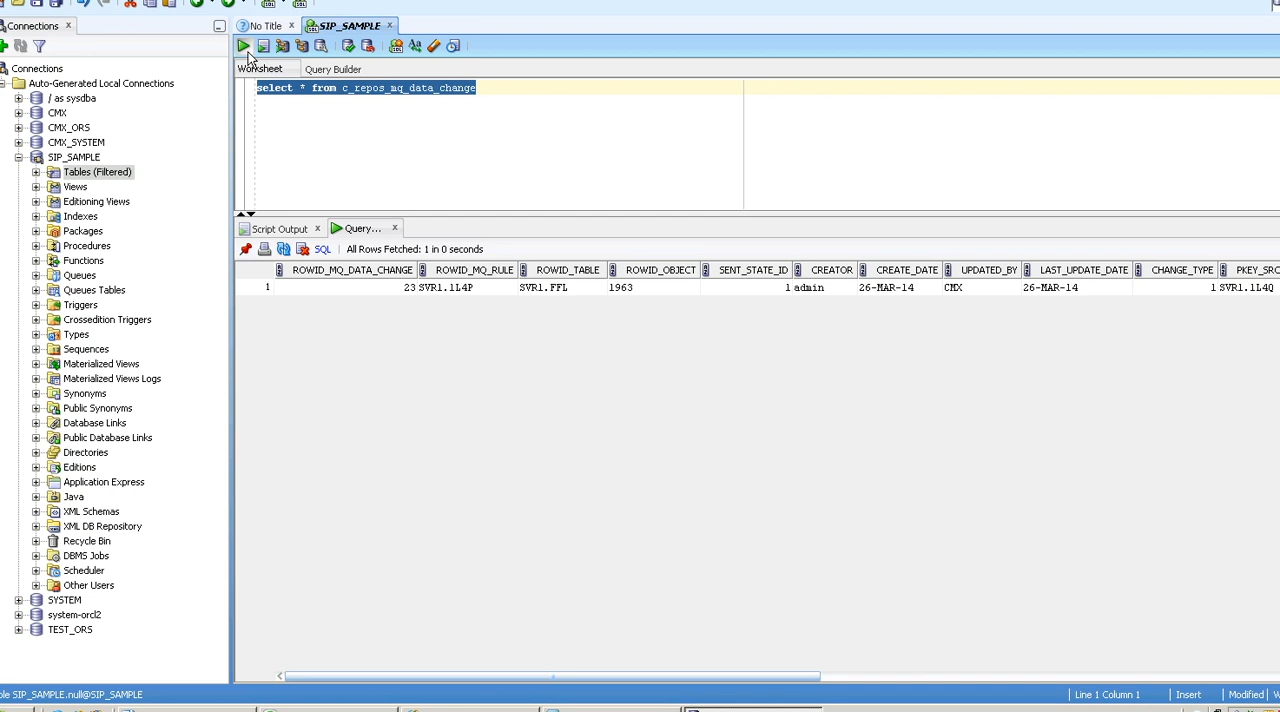 Connections
No Title
SIP_SAMPLE
Worksheet
Query Builder
select * from c_repos_mq_data_change
Connections
Auto-Generated Local Connections
/ as sysdba
CMX
CMX_ORS
CMX_SYSTEM
SIP_SAMPLE
Tables (Filtered)
Views
Editioning Views
Indexes
Packages
Procedures
Functions
Queues
Queues Tables
Triggers
Crossedition Triggers
Types
Sequences
Materialized Views
Materialized Views Logs
Synonyms
Public Synonyms
Database Links
Public Database Links
Directories
Editions
Application Express
Java
XML Schemas
XML DB Repository
Recycle Bin
DBMS Jobs
Scheduler
Other Users
SYSTEM
system-orcl2
TEST_ORS
Script Output
Query...
SQL
All Rows Fetched: 1 in 0 seconds
ROWID_MQ_DATA_CHANGE ROWID_MQ_RULE ROWID_TABLE ROWID_OBJECT SENT_STATE_ID CREATOR CREATE_DATE UPDATED_BY LAST_UPDATE_DATE CHANGE_TYPE PKEY_SRC
1 23 SVR1.1L4P SVR1.FFL 1963 1 admin 26-MAR-14 CMX 26-MAR-14 1 SVR1.1L4Q
SIP_SAMPLE.null@SIP_SAMPLE
Line 1 Column 1
Insert
Modified